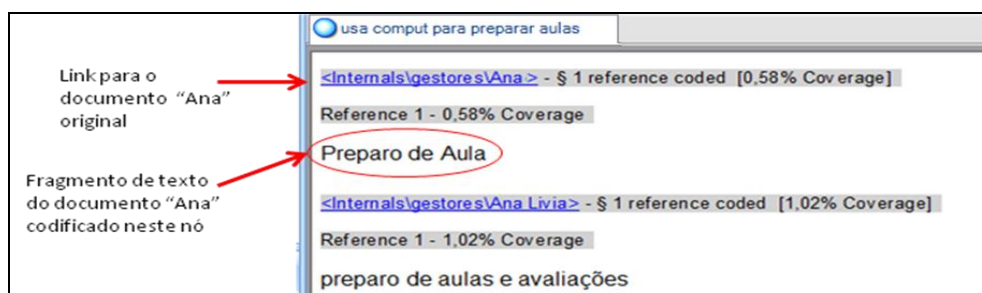 usa comput para preparar aulas
Link para o
documento “Ana”
original
<Internals\gestores\Ana > - § 1 reference coded [0,58% Coverage]
Reference 1 - 0,58% Coverage
Preparo de Aula
Fragmento de texto
do documento “Ana”
codificado neste nó
<Internals\gestores\Ana Livia> - § 1 reference coded [1,02% Coverage]
Reference 1 - 1,02% Coverage
preparo de aulas e avaliações